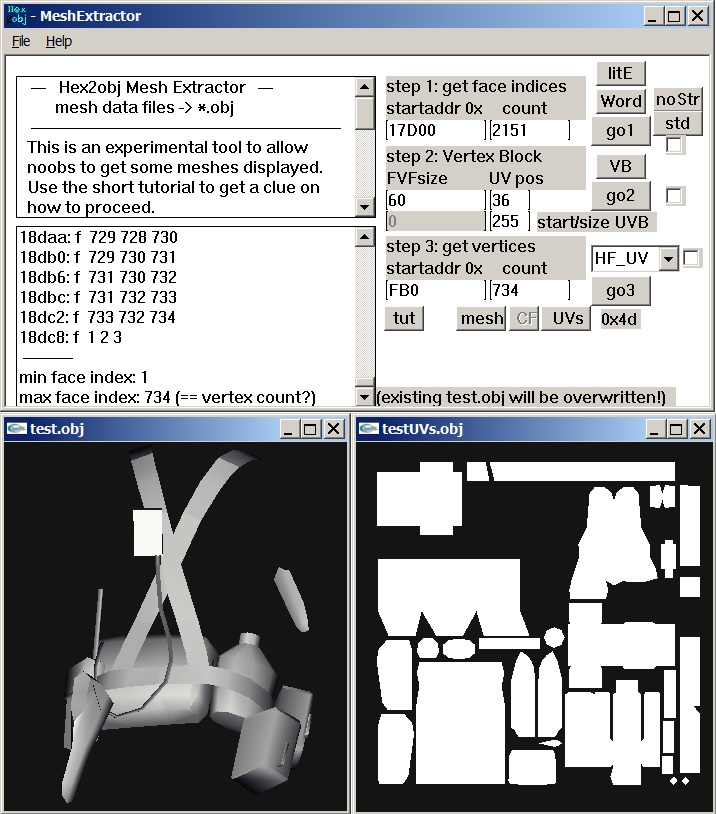 Hex
2obj - MeshExtractor
File Help
— Hex2obj Mesh Extractor —
mesh data files -> *.obj
This is an experimental tool to allow
noobs to get some meshes displayed.
Use the short tutorial to get a clue on
how to proceed.
18daa: f 729 728 730
18db0: f 729 730 731
18db6: f 731 730 732
18dbc: f 731 732 733
18dc2: f 733 732 734
18dc8: f 1 2 3
min face index: 1
max face index: 734 (== vertex count?)
step 1: get face indices
startaddr 0x count
17D00 2151
litE
Word noStr
go1 std
step 2: Vertex Block
FVFsize UV pos
60 36
0 255 start/size UVB
VB
go2
step 3: get vertices
startaddr 0x count
FB0 734
HF_UV
go3
tut mesh CF UVs 0x4d
(existing test.obj will be overwritten!)
test.obj
testUVs.obj